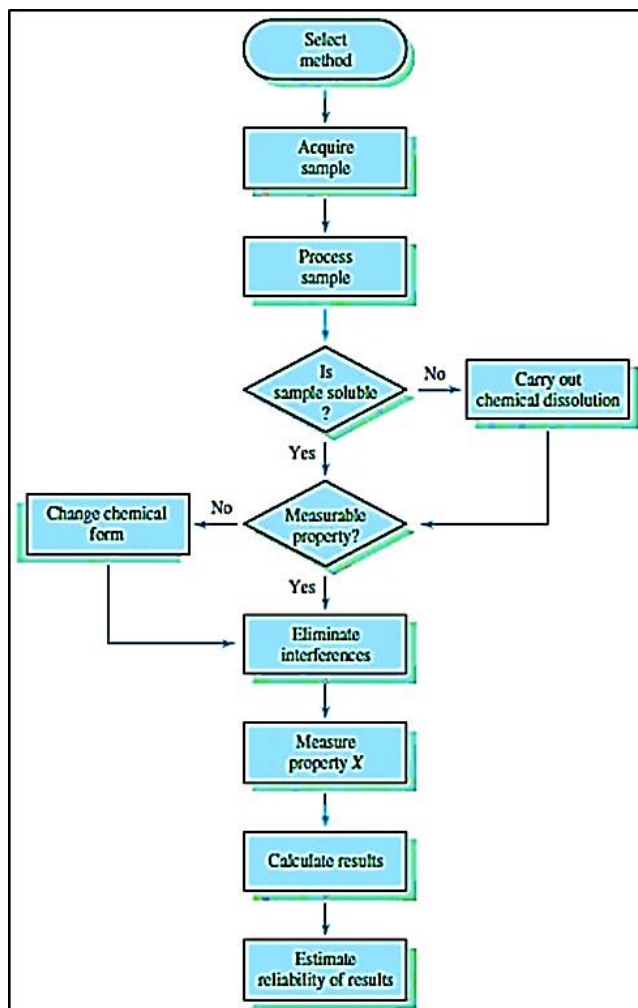 Select
method
Acquire
sample
Process
sample
Is
sample soluble
?
No
Carry out
chemical dissolution
Yes
Change chemical
form
No
Measurable
property?
Yes
Eliminate
interferences
Measure
property X
Calculate results
Estimate
reliability of results